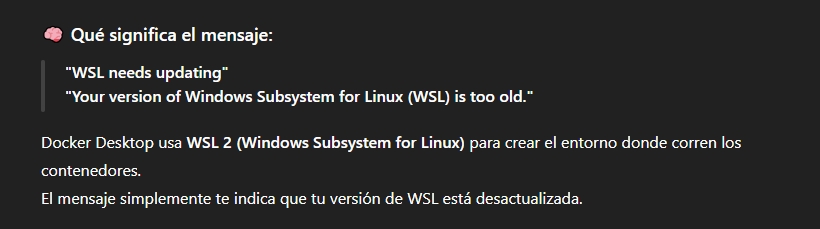 🧠 Qué significa el mensaje:
"WSL needs updating"
"Your version of Windows Subsystem for Linux (WSL) is too old."
Docker Desktop usa WSL 2 (Windows Subsystem for Linux) para crear el entorno donde corren los
contenedores.
El mensaje simplemente te indica que tu versión de WSL está desactualizada.